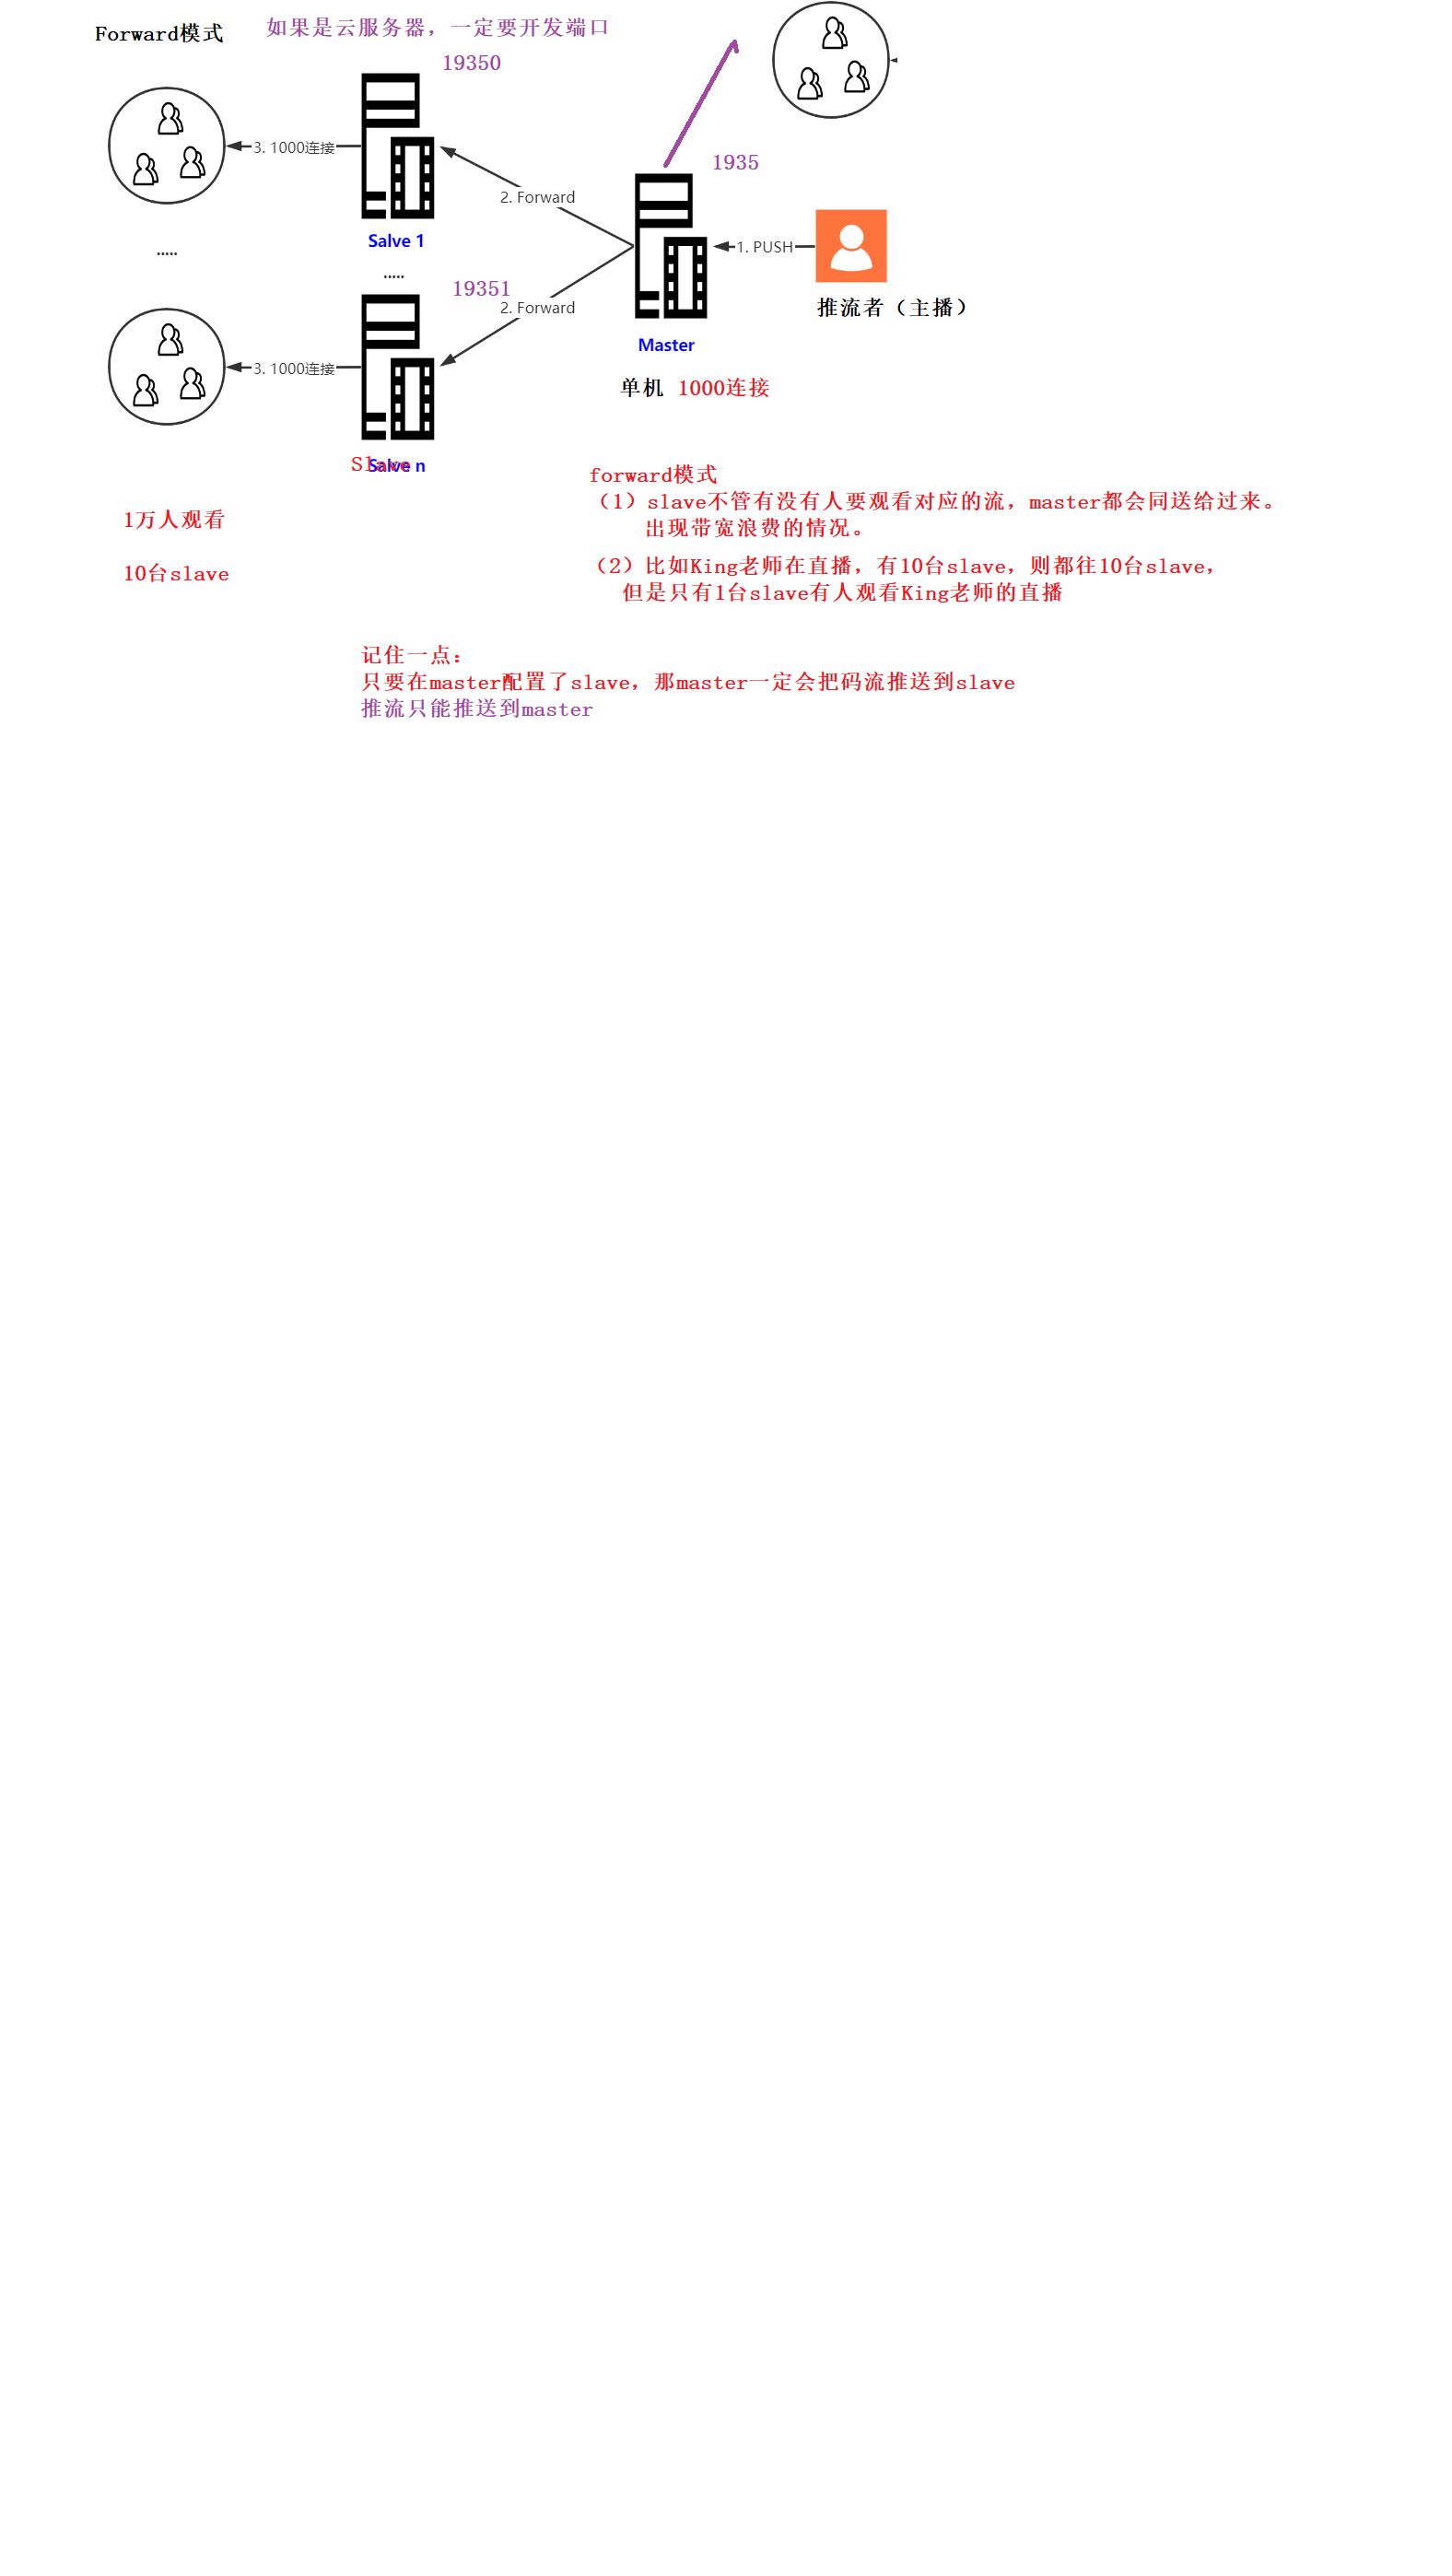 Forward模式
如果是云服务器，一定要开发端口
19350
3. 1000连接
2. Forward
1935
Salve 1
1. PUSH
.....
.....
19351
2. Forward
推流者（主播）
Master
3. 1000连接
单机 1000连接
Slave
Salve n
forward模式
（1）slave不管有没有人要观看对应的流，master都会同送给过来。
出现带宽浪费的情况。
1万人观看
10台slave
（2）比如King老师在直播，有10台slave，则都往10台slave，
但是只有1台slave有人观看King老师的直播
记住一点：
只要在master配置了slave，那master一定会把码流推送到slave
推流只能推送到master